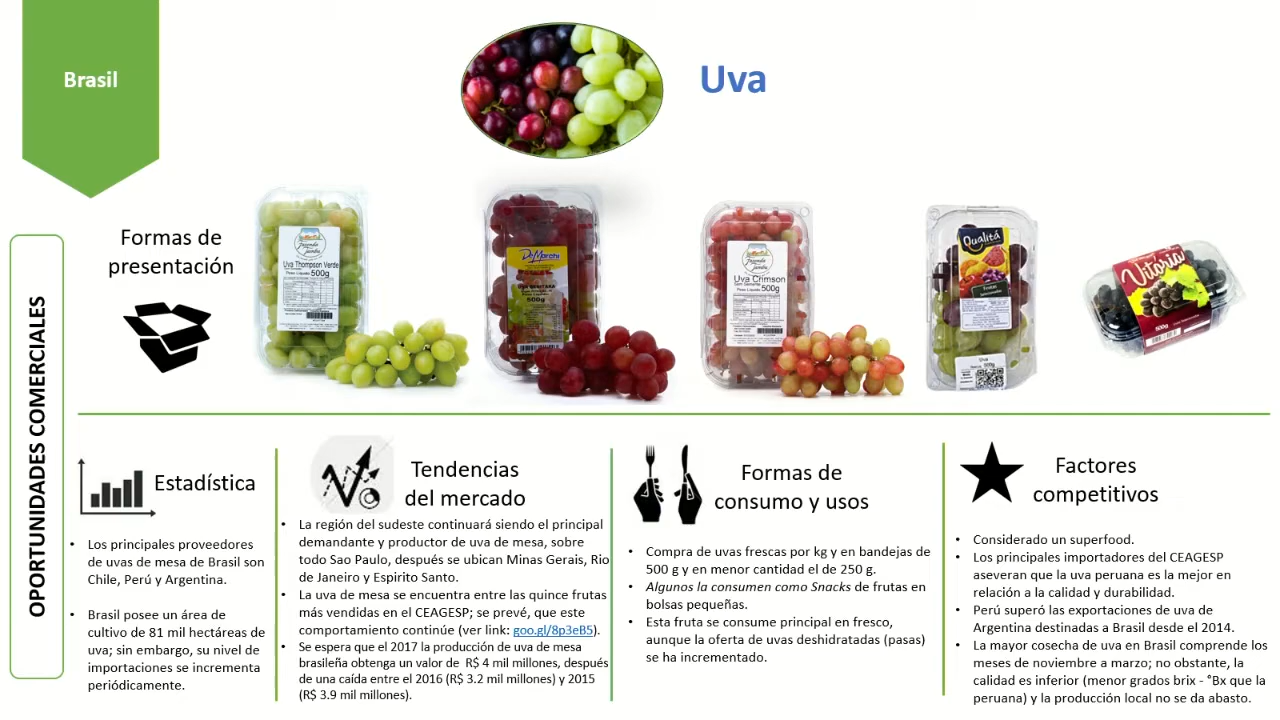 Brasil
Uva
Formas de
presentación
Uva Thompson Verde
500g
De Marchi
500g
Uva Crimson
500g
Qualitá
Uva
500g
Vitoria
500g
OPORTUNIDADES COMERCIALES
Estadística
• Los principales proveedores
de uvas de mesa de Brasil son
Chile, Perú y Argentina.
• Brasil posee un área de
cultivo de 81 mil hectáreas de
uva; sin embargo, su nivel de
importaciones se incrementa
periódicamente.
Tendencias
del mercado
• La región del sudeste continuará siendo el principal
demandante y productor de uva de mesa, sobre
todo Sao Paulo, después se ubican Minas Gerais, Rio
de Janeiro y Espirito Santo.
• La uva de mesa se encuentra entre las quince frutas
más vendidas en el CEAGESP; se prevé, que este
comportamiento continúe (ver link: goo.gl/8p3eB5).
• Se espera que el 2017 la producción de uva de mesa
brasileña obtenga un valor de R$ 4 mil millones, después
de una caída entre el 2016 (R$ 3.2 mil millones) y 2015
(R$ 3.9 mil millones).
Formas de
consumo y usos
• Compra de uvas frescas por kg y en bandejas de
500 g y en menor cantidad el de 250 g.
• Algunos la consumen como Snacks de frutas en
bolsas pequeñas.
• Esta fruta se consume principal en fresco,
aunque la oferta de uvas deshidratadas (pasas)
se ha incrementado.
Factores
competitivos
• Considerado un superfood.
• Los principales importadores del CEAGESP
aseveran que la uva peruana es la mejor en
relación a la calidad y durabilidad.
• Perú superó las exportaciones de uva de
Argentina destinadas a Brasil desde el 2014.
• La mayor cosecha de uva en Brasil comprende los
meses de noviembre a marzo; no obstante, la
calidad es inferior (menor grados brix - °Bx que la
peruana) y la producción local no se da abasto.